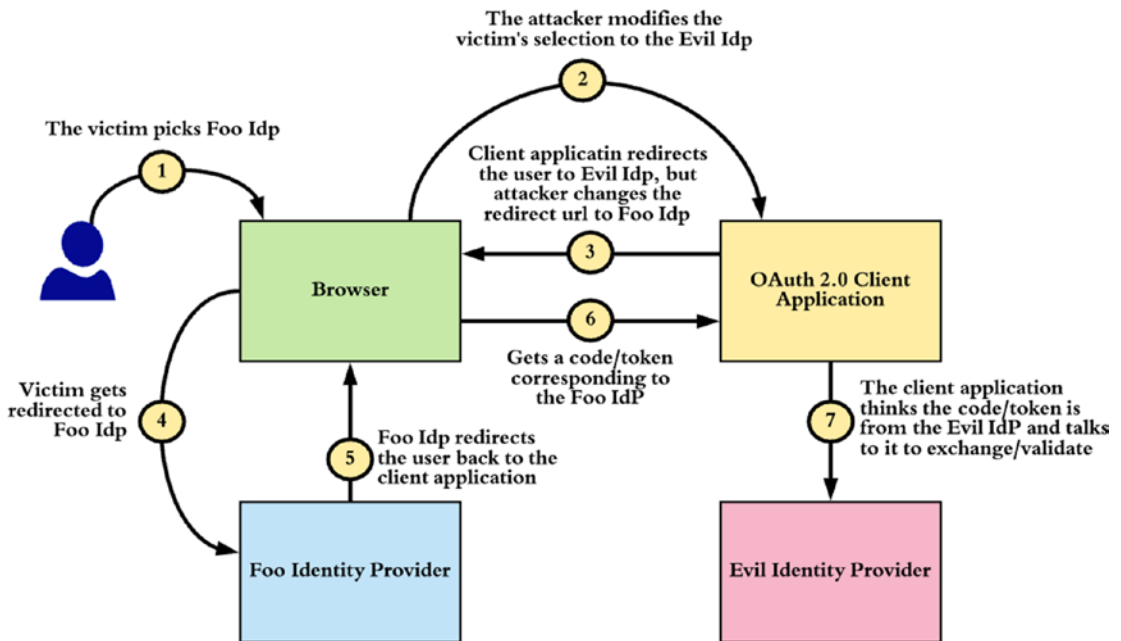 The attacker modifies the
victim's selection to the Evil Idp
2
The victim picks Foo Idp
1
Client applicatin redirects
the user to Evil Idp, but
attacker changes the
redirect url to Foo Idp
3
Browser
OAuth 2.0 Client
Application
6
Gets a code/token
corresponding to
the Foo IdP
Victim gets
redirected to
Foo Idp
4
5
Foo Idp redirects
the user back to the
client application
7
The client application
thinks the code/token is
from the Evil IdP and talks
to it to exchange/validate
Foo Identity Provider
Evil Identity Provider